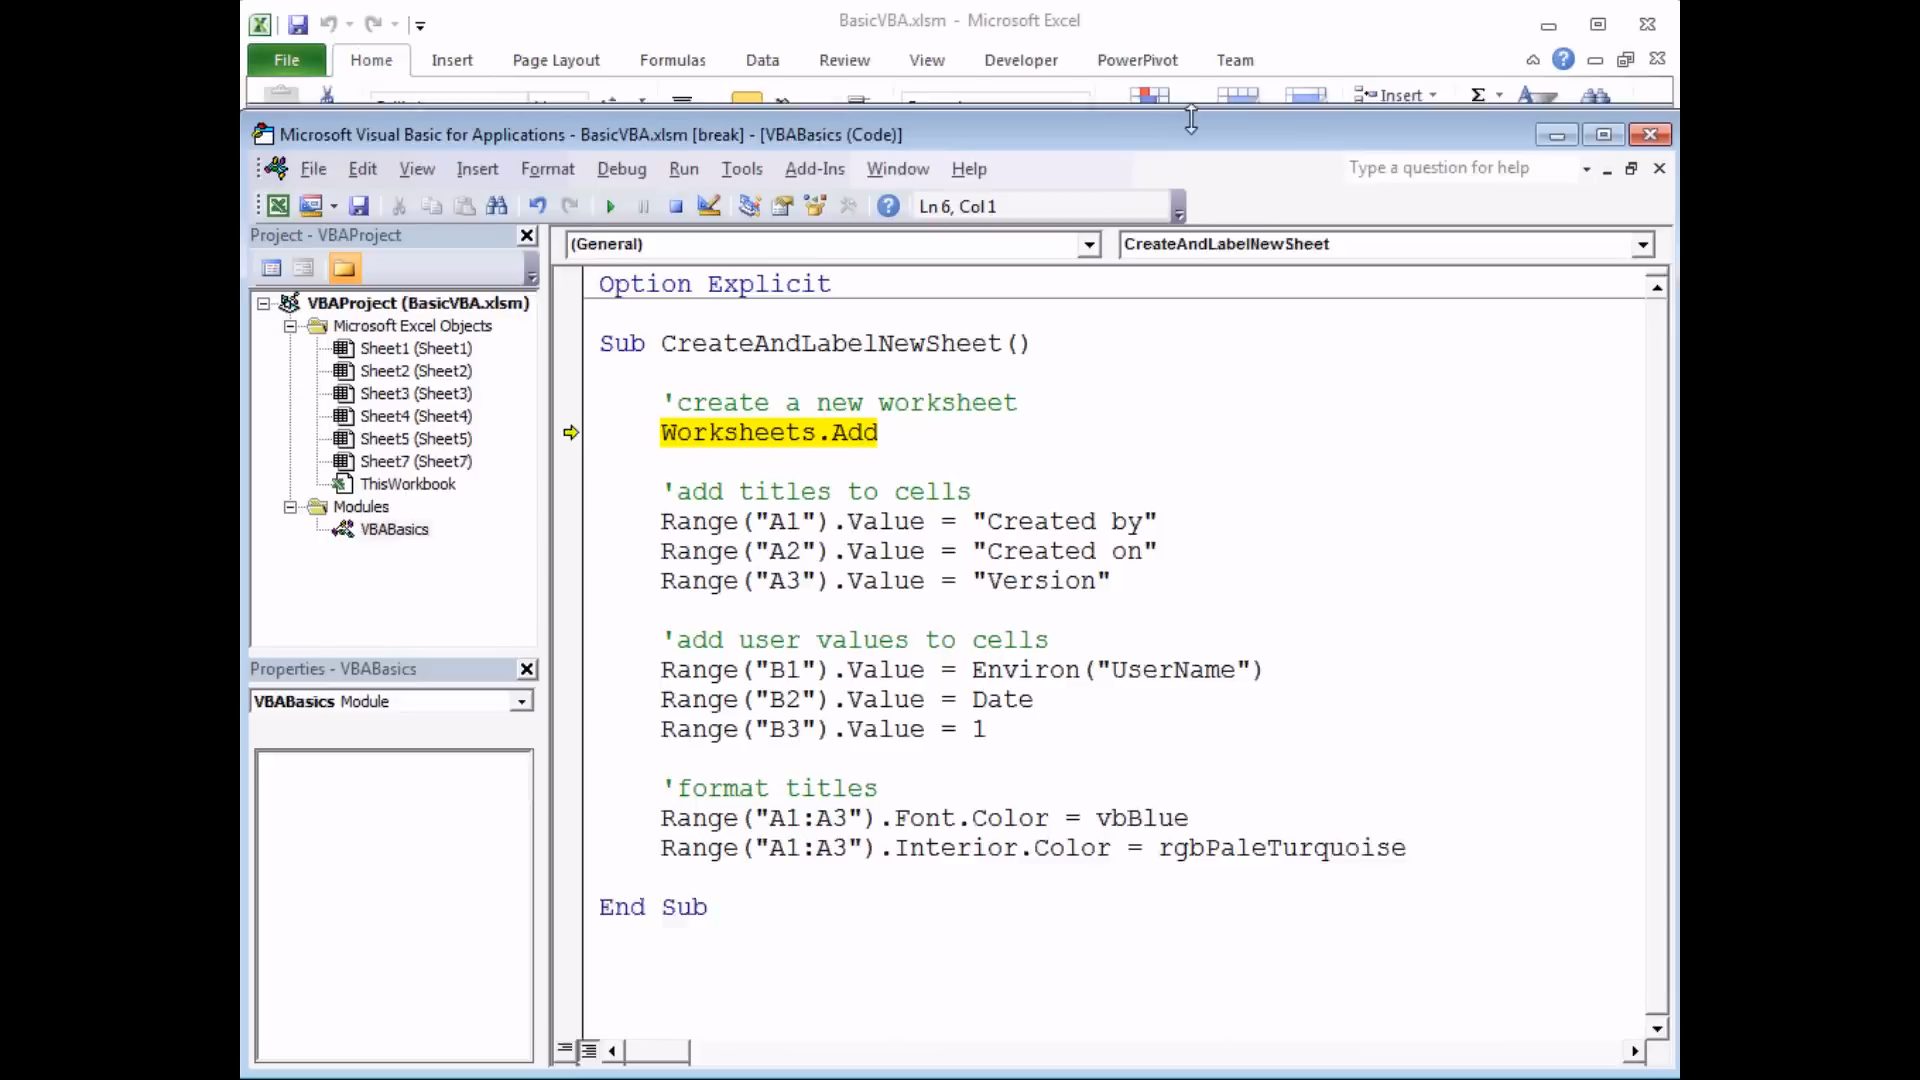 BasicVBA.xlsm - Microsoft Excel
File Home Insert Page Layout Formulas Data Review View Developer PowerPivot Team
Insert
Microsoft Visual Basic for Applications - BasicVBA.xlsm [break] - [VBABasics (Code)]
File Edit View Insert Format Debug Run Tools Add-Ins Window Help Type a question for help
Ln 6, Col 1
Project - VBAProject
VBAProject (BasicVBA.xlsm)
Microsoft Excel Objects
Sheet1 (Sheet1)
Sheet2 (Sheet2)
Sheet3 (Sheet3)
Sheet4 (Sheet4)
Sheet5 (Sheet5)
Sheet7 (Sheet7)
ThisWorkbook
Modules
VBABasics
Properties - VBABasics
VBABasics Module
(General) CreateAndLabelNewSheet
Option Explicit
Sub CreateAndLabelNewSheet()
'create a new worksheet
Worksheets.Add
'add titles to cells
Range("A1").Value = "Created by"
Range("A2").Value = "Created on"
Range("A3").Value = "Version"
'add user values to cells
Range("B1").Value = Environ("UserName")
Range("B2").Value = Date
Range("B3").Value = 1
'format titles
Range("A1:A3").Font.Color = vbBlue
Range("A1:A3").Interior.Color = rgbPaleTurquoise
End Sub